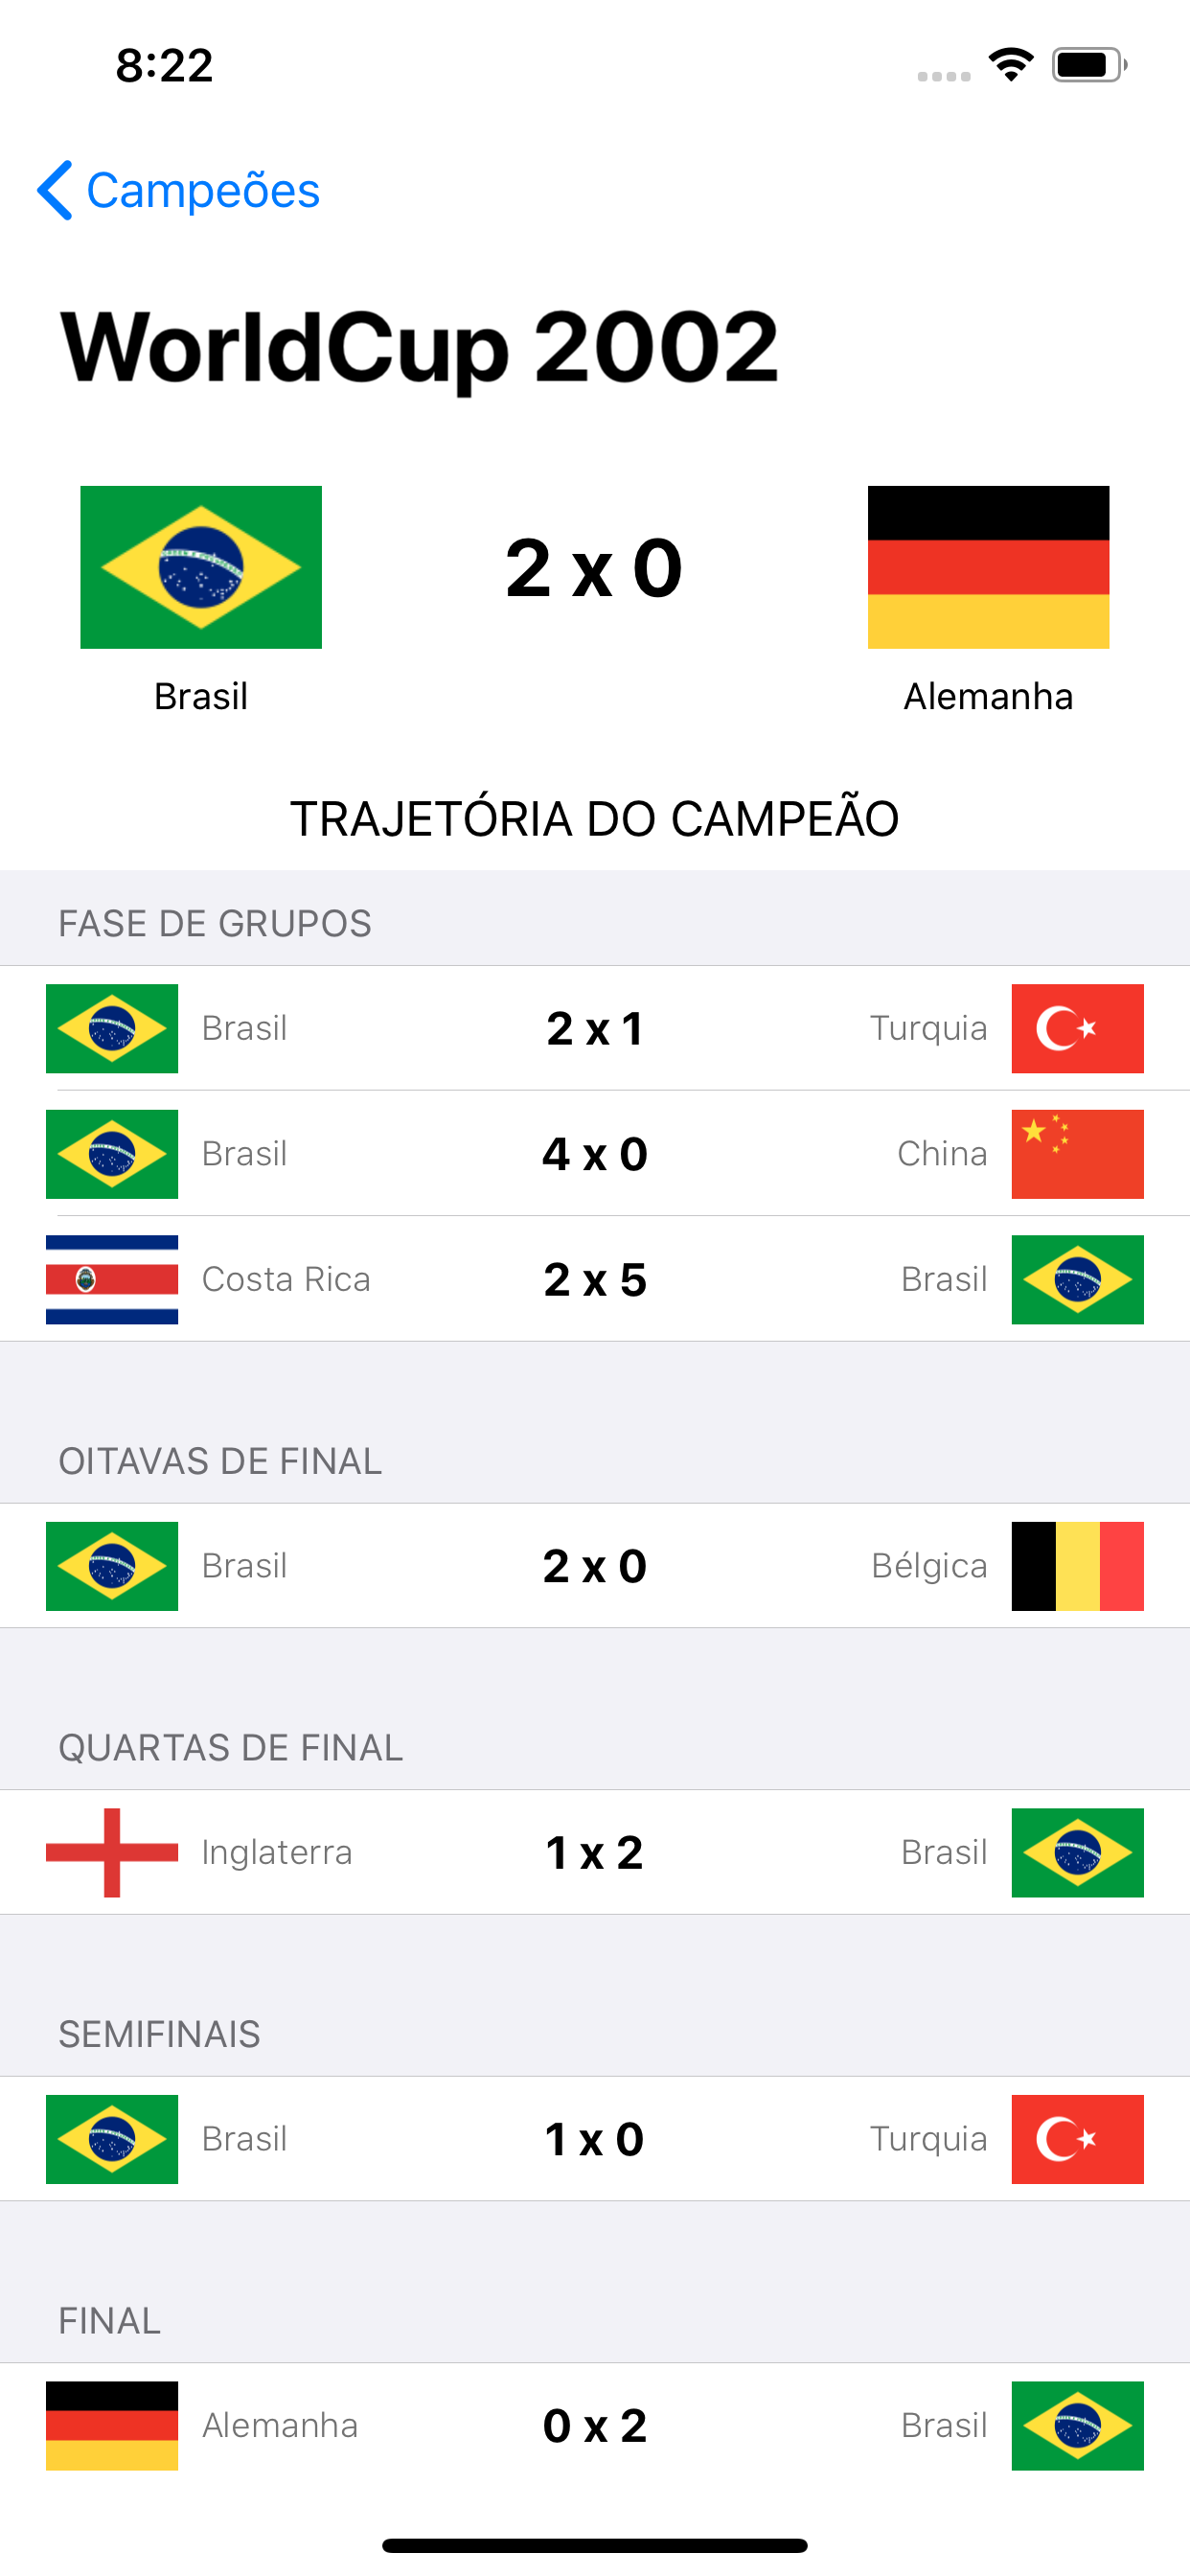 8:22
Campeões
WorldCup 2002
2 x 0
Brasil
Alemanha
TRAJETÓRIA DO CAMPEÃO
FASE DE GRUPOS
Brasil 2 x 1 Turquia
Brasil 4 x 0 China
Costa Rica 2 x 5 Brasil
OITAVAS DE FINAL
Brasil 2 x 0 Bélgica
QUARTAS DE FINAL
Inglaterra 1 x 2 Brasil
SEMIFINAIS
Brasil 1 x 0 Turquia
FINAL
Alemanha 0 x 2 Brasil